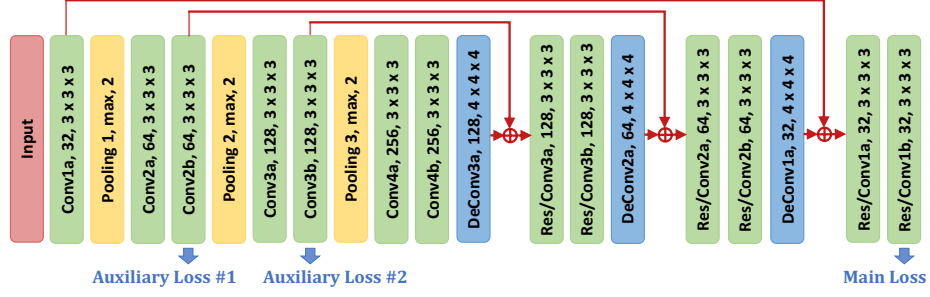 Input
Conv1a, 32, 3 x 3 x 3
Pooling 1, max, 2
Conv2a, 64, 3 x 3 x 3
Conv2b, 64, 3 x 3 x 3
Pooling 2, max, 2
Conv3a, 128, 3 x 3 x 3
Conv3b, 128, 3 x 3 x 3
Pooling 3, max, 2
Conv4a, 256, 3 x 3 x 3
Conv4b, 256, 3 x 3 x 3
DeConv3a, 128, 4 x 4 x 4
Res/Conv3a, 128, 3 x 3 x 3
Res/Conv3b, 128, 3 x 3 x 3
DeConv2a, 64, 4 x 4 x 4
Res/Conv2a, 64, 3 x 3 x 3
Res/Conv2b, 64, 3 x 3 x 3
DeConv1a, 32, 4 x 4 x 4
Res/Conv1a, 32, 3 x 3 x 3
Res/Conv1b, 32, 3 x 3 x 3
Auxiliary Loss #1
Auxiliary Loss #2
Main Loss